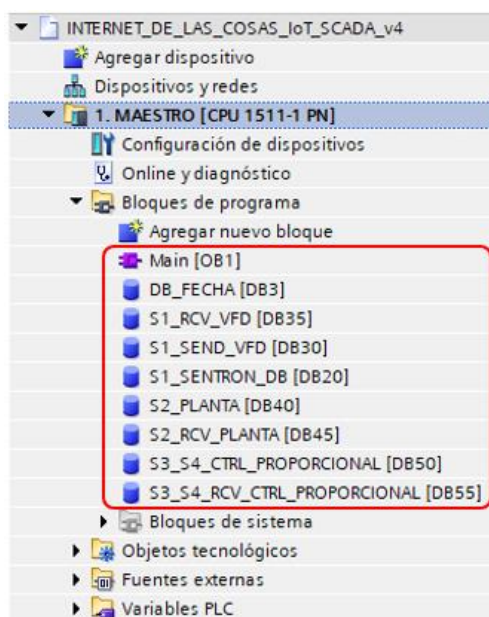 INTERNET_DE_LAS_COSAS_IoT_SCADA_v4
Agregar dispositivo
Dispositivos y redes
1. MAESTRO [CPU 1511-1 PN]
Configuración de dispositivos
Online y diagnóstico
Bloques de programa
Agregar nuevo bloque
Main [OB1]
DB_FECHA [DB3]
S1_RCV_VFD [DB35]
S1_SEND_VFD [DB30]
S1_SENTRON_DB [DB20]
S2_PLANTA [DB40]
S2_RCV_PLANTA [DB45]
S3_S4_CTRL_PROPORCIONAL [DB50]
S3_S4_RCV_CTRL_PROPORCIONAL [DB55]
Bloques de sistema
Objetos tecnológicos
Fuentes externas
Variables PLC